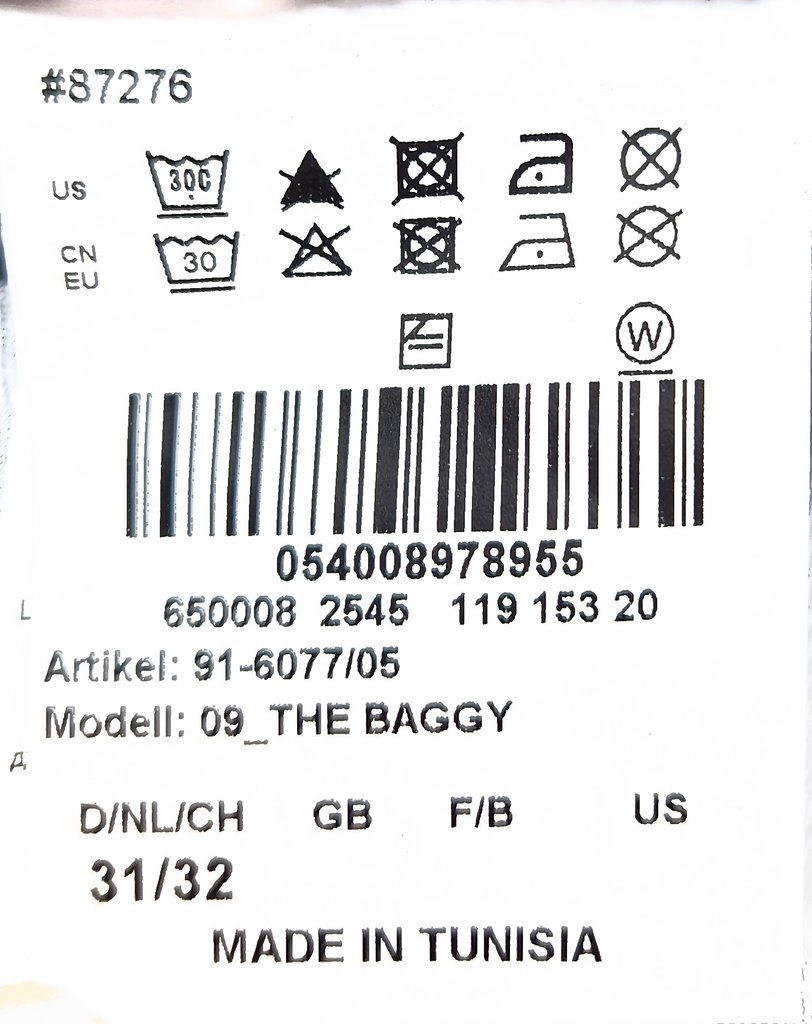 #87276
US 30C
CN 30
EU
W
054008978955
650008 2545 119 153 20
L
Artikel: 91-6077/05
Modell: 09_THE BAGGY
Д
D/NL/CH GB F/B US
31/32
MADE IN TUNISIA